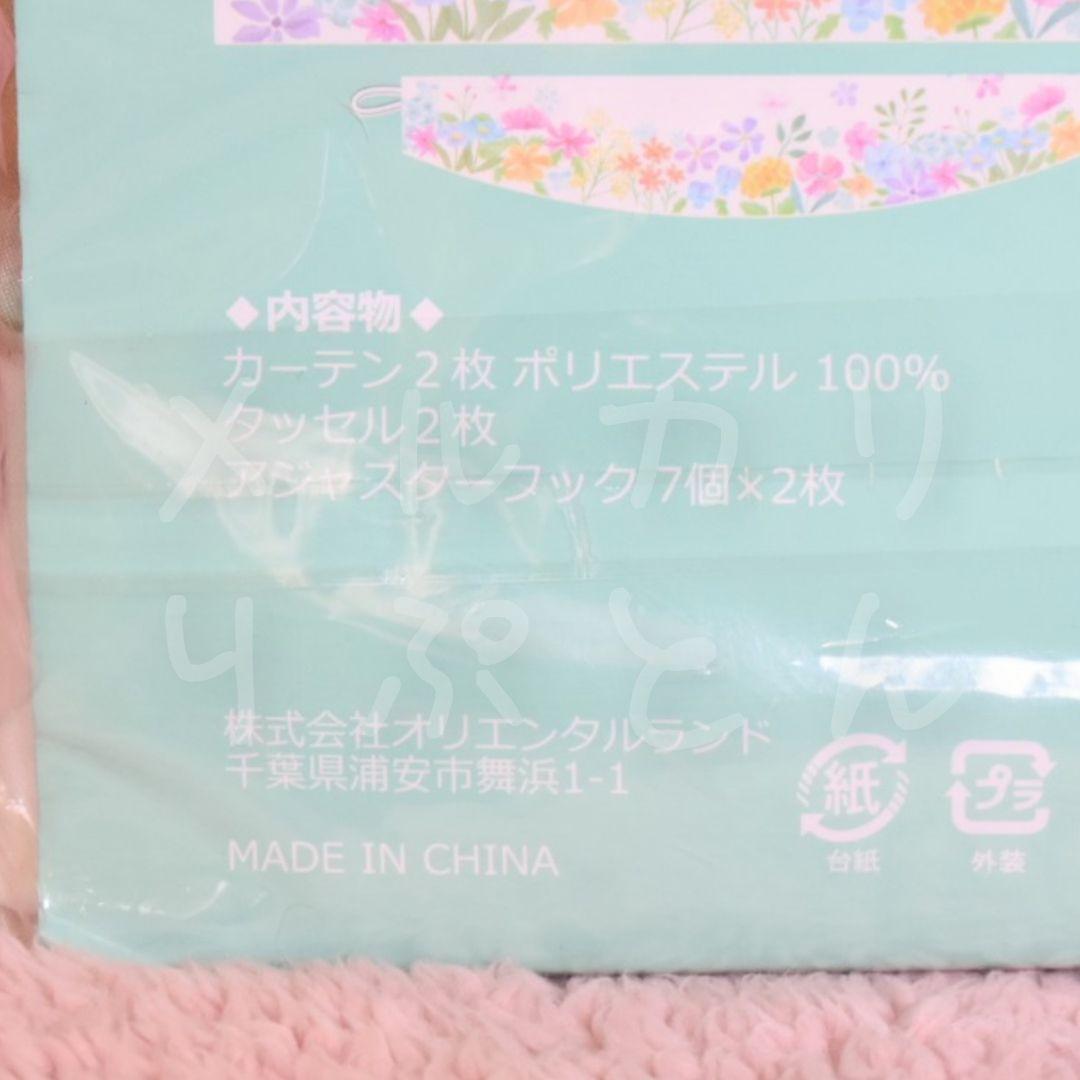 ◆内容物◆
カーテン2枚 ポリエステル 100%
タッセル2枚
アジャスターフック 7個×2枚
メルカリ
りぷとん
株式会社オリエンタルランド
千葉県浦安市舞浜1-1
MADE IN CHINA
紙
台紙
プラ
外装